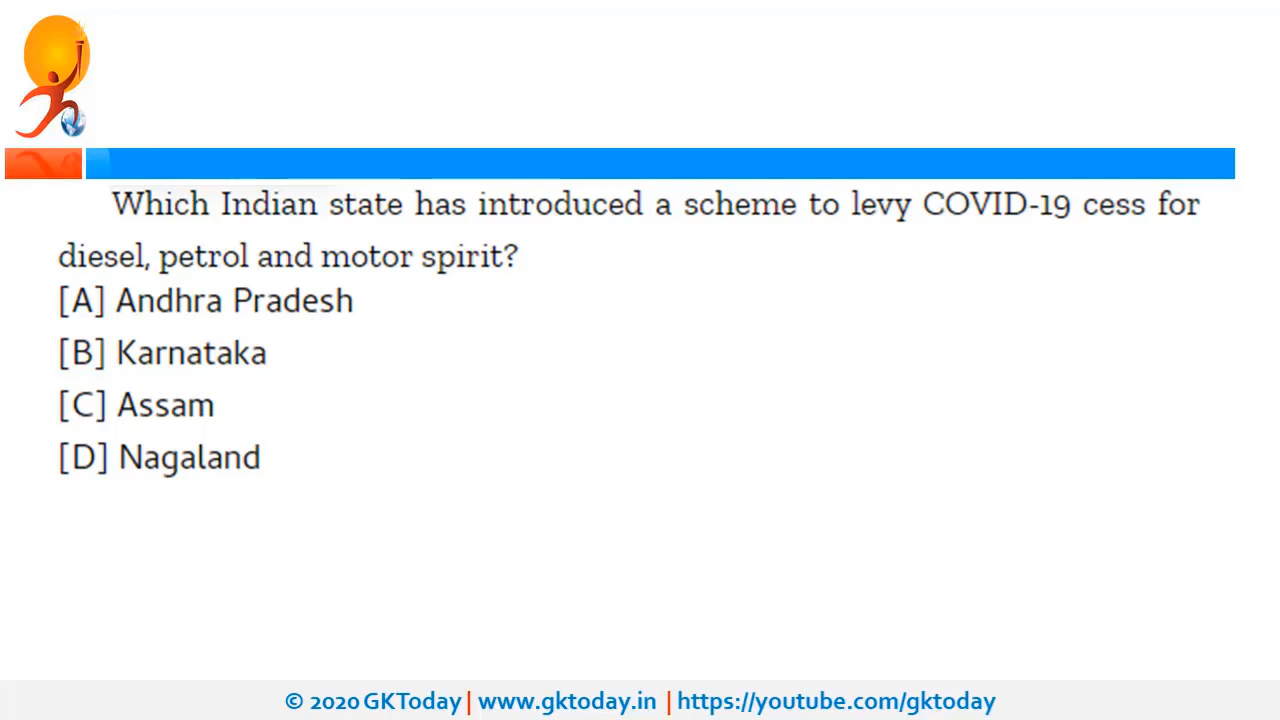 Which Indian state has introduced a scheme to levy COVID-19 cess for
diesel, petrol and motor spirit?
[A] Andhra Pradesh
[B] Karnataka
[C] Assam
[D] Nagaland
© 2020 GKToday | www.gktoday.in | https://youtube.com/gktoday